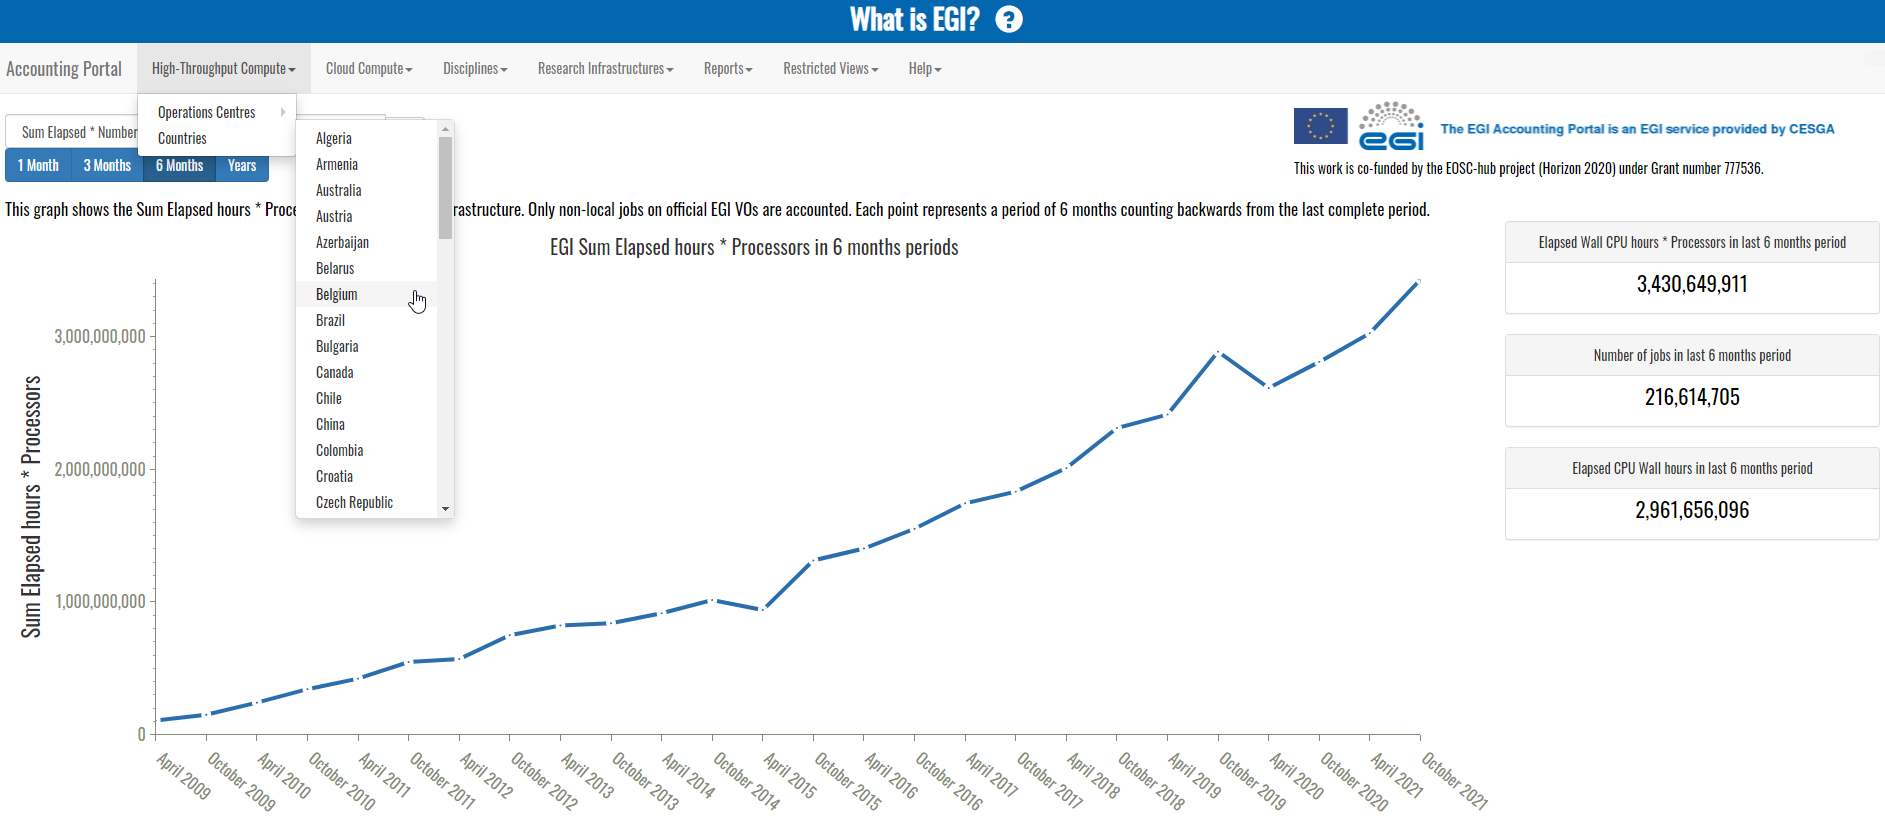 What is EGI? ?
Accounting Portal High-Throughput Compute Cloud Compute Disciplines Research Infrastructures Reports Restricted Views Help
Operations Centres
Countries
Sum Elapsed * Number
1 Month 3 Months 6 Months Years
Algeria
Armenia
Australia
Austria
Azerbaijan
Belarus
Belgium
Brazil
Bulgaria
Canada
Chile
China
Colombia
Croatia
Czech Republic
egi
The EGI Accounting Portal is an EGI service provided by CESGA
This work is co-funded by the EOSC-hub project (Horizon 2020) under Grant number 777536.
This graph shows the Sum Elapsed hours * Proce rastructure. Only non-local jobs on official EGI VOs are accounted. Each point represents a period of 6 months counting backwards from the last complete period.
EGI Sum Elapsed hours * Processors in 6 months periods
Sum Elapsed hours * Processors
3,000,000,000
2,000,000,000
1,000,000,000
0
April 2009
October 2009
April 2010
October 2010
April 2011
October 2011
April 2012
October 2012
April 2013
October 2013
April 2014
October 2014
April 2015
October 2015
April 2016
October 2016
April 2017
October 2017
April 2018
October 2018
April 2019
October 2019
April 2020
October 2020
April 2021
October 2021
Elapsed Wall CPU hours * Processors in last 6 months period
3,430,649,911
Number of jobs in last 6 months period
216,614,705
Elapsed CPU Wall hours in last 6 months period
2,961,656,096